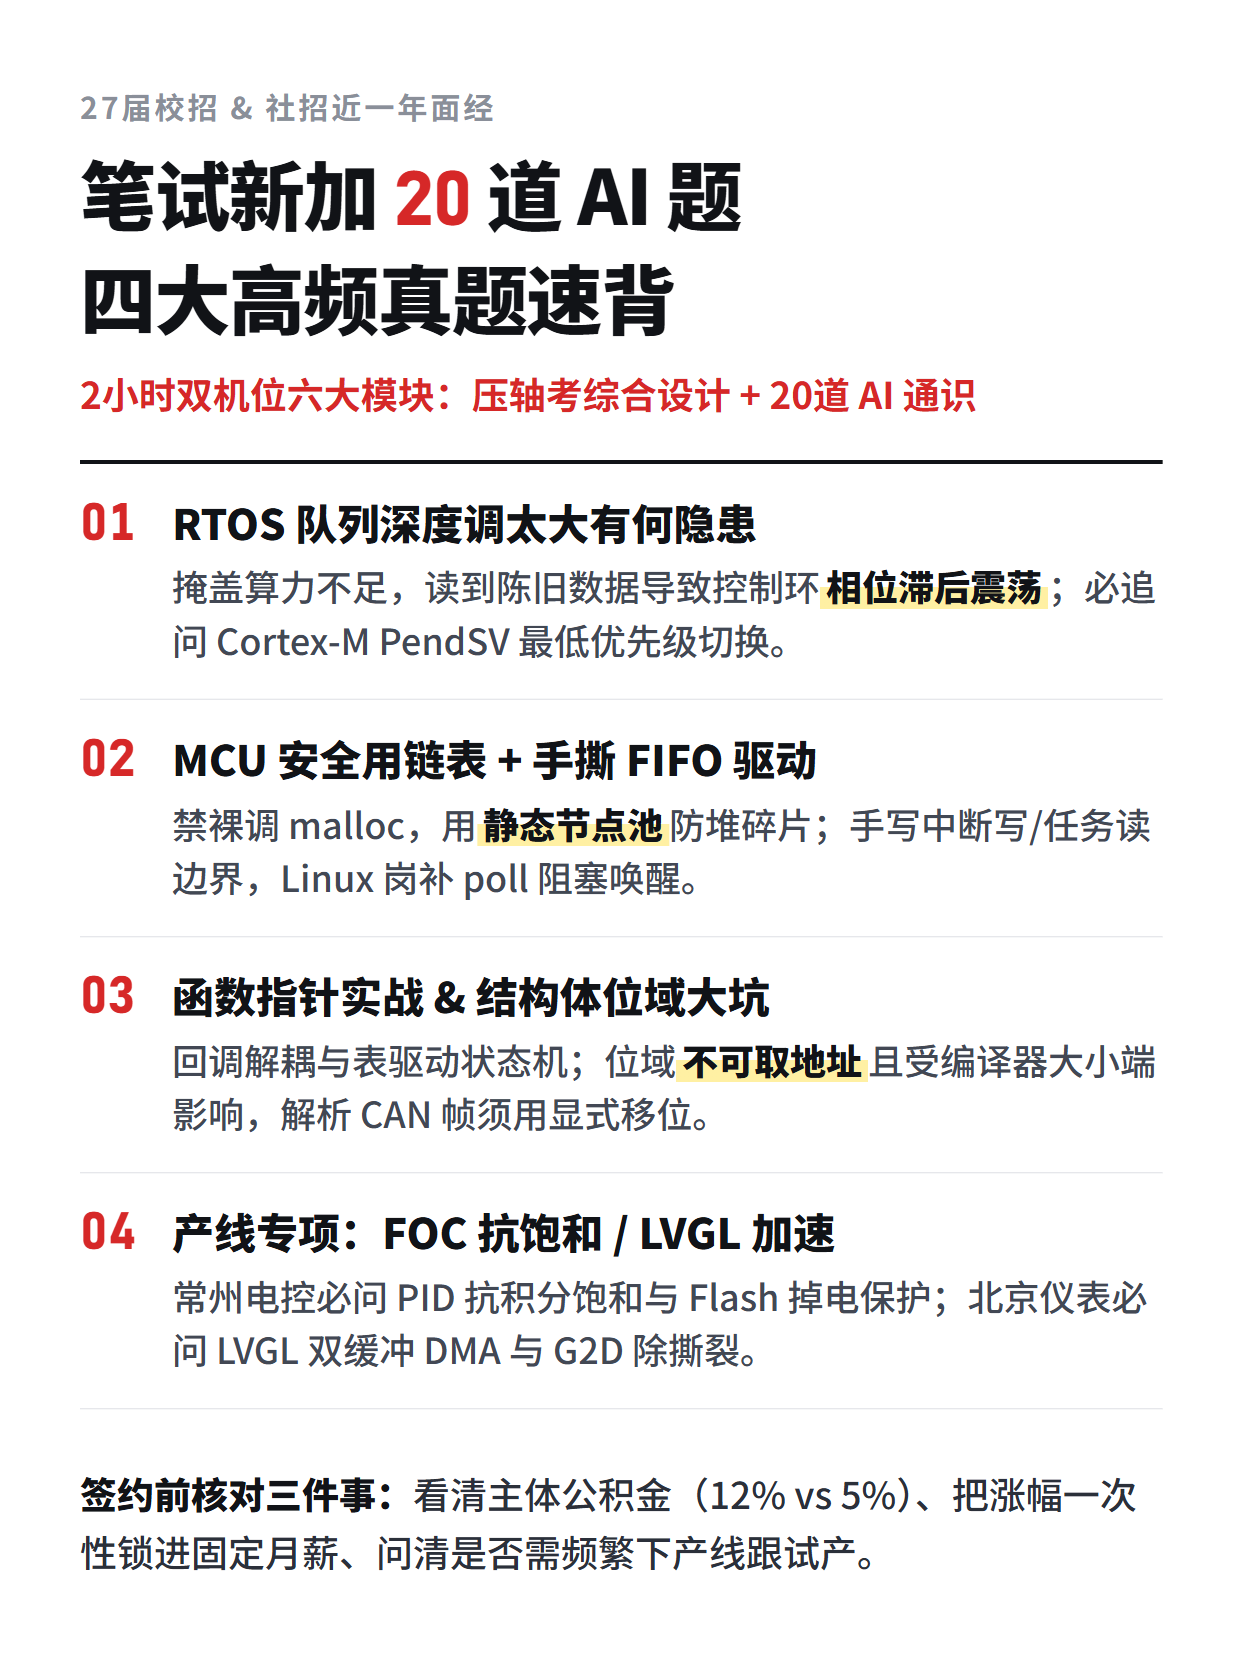 27届校招 & 社招近一年面经
笔试新加 20 道 AI 题
四大高频真题速背
2小时双机位六大模块：压轴考综合设计 + 20道 AI 通识
01 RTOS 队列深度调太大有何隐患
掩盖算力不足，读到陈旧数据导致控制环相位滞后震荡；必追
问 Cortex-M PendSV 最低优先级切换。
02 MCU 安全用链表 + 手撕 FIFO 驱动
禁裸调 malloc，用静态节点池防堆碎片；手写中断写/任务读
边界，Linux 岗补 poll 阻塞唤醒。
03 函数指针实战 & 结构体位域大坑
回调解耦与表驱动状态机；位域不可取地址且受编译器大小端
影响，解析 CAN 帧须用显式移位。
04 产线专项：FOC 抗饱和 / LVGL 加速
常州电控必问 PID 抗积分饱和与 Flash 掉电保护；北京仪表必
问 LVGL 双缓冲 DMA 与 G2D 除撕裂。
签约前核对三件事：看清主体公积金（12% vs 5%）、把涨幅一次
性锁进固定月薪、问清是否需频繁下产线跟试产。